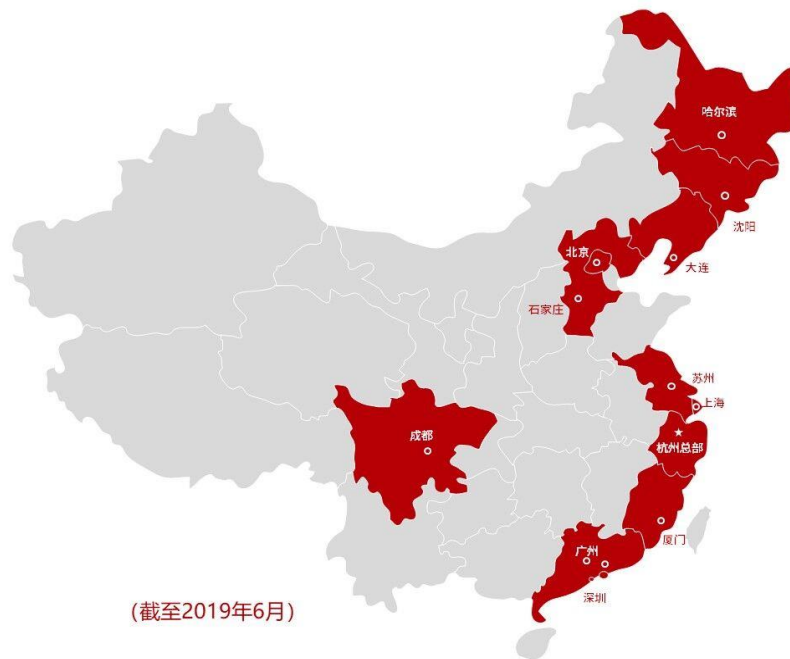 哈尔滨
沈阳
北京
大连
石家庄
苏州
上海
成都
杭州总部
厦门
广州
深圳
(截至2019年6月)